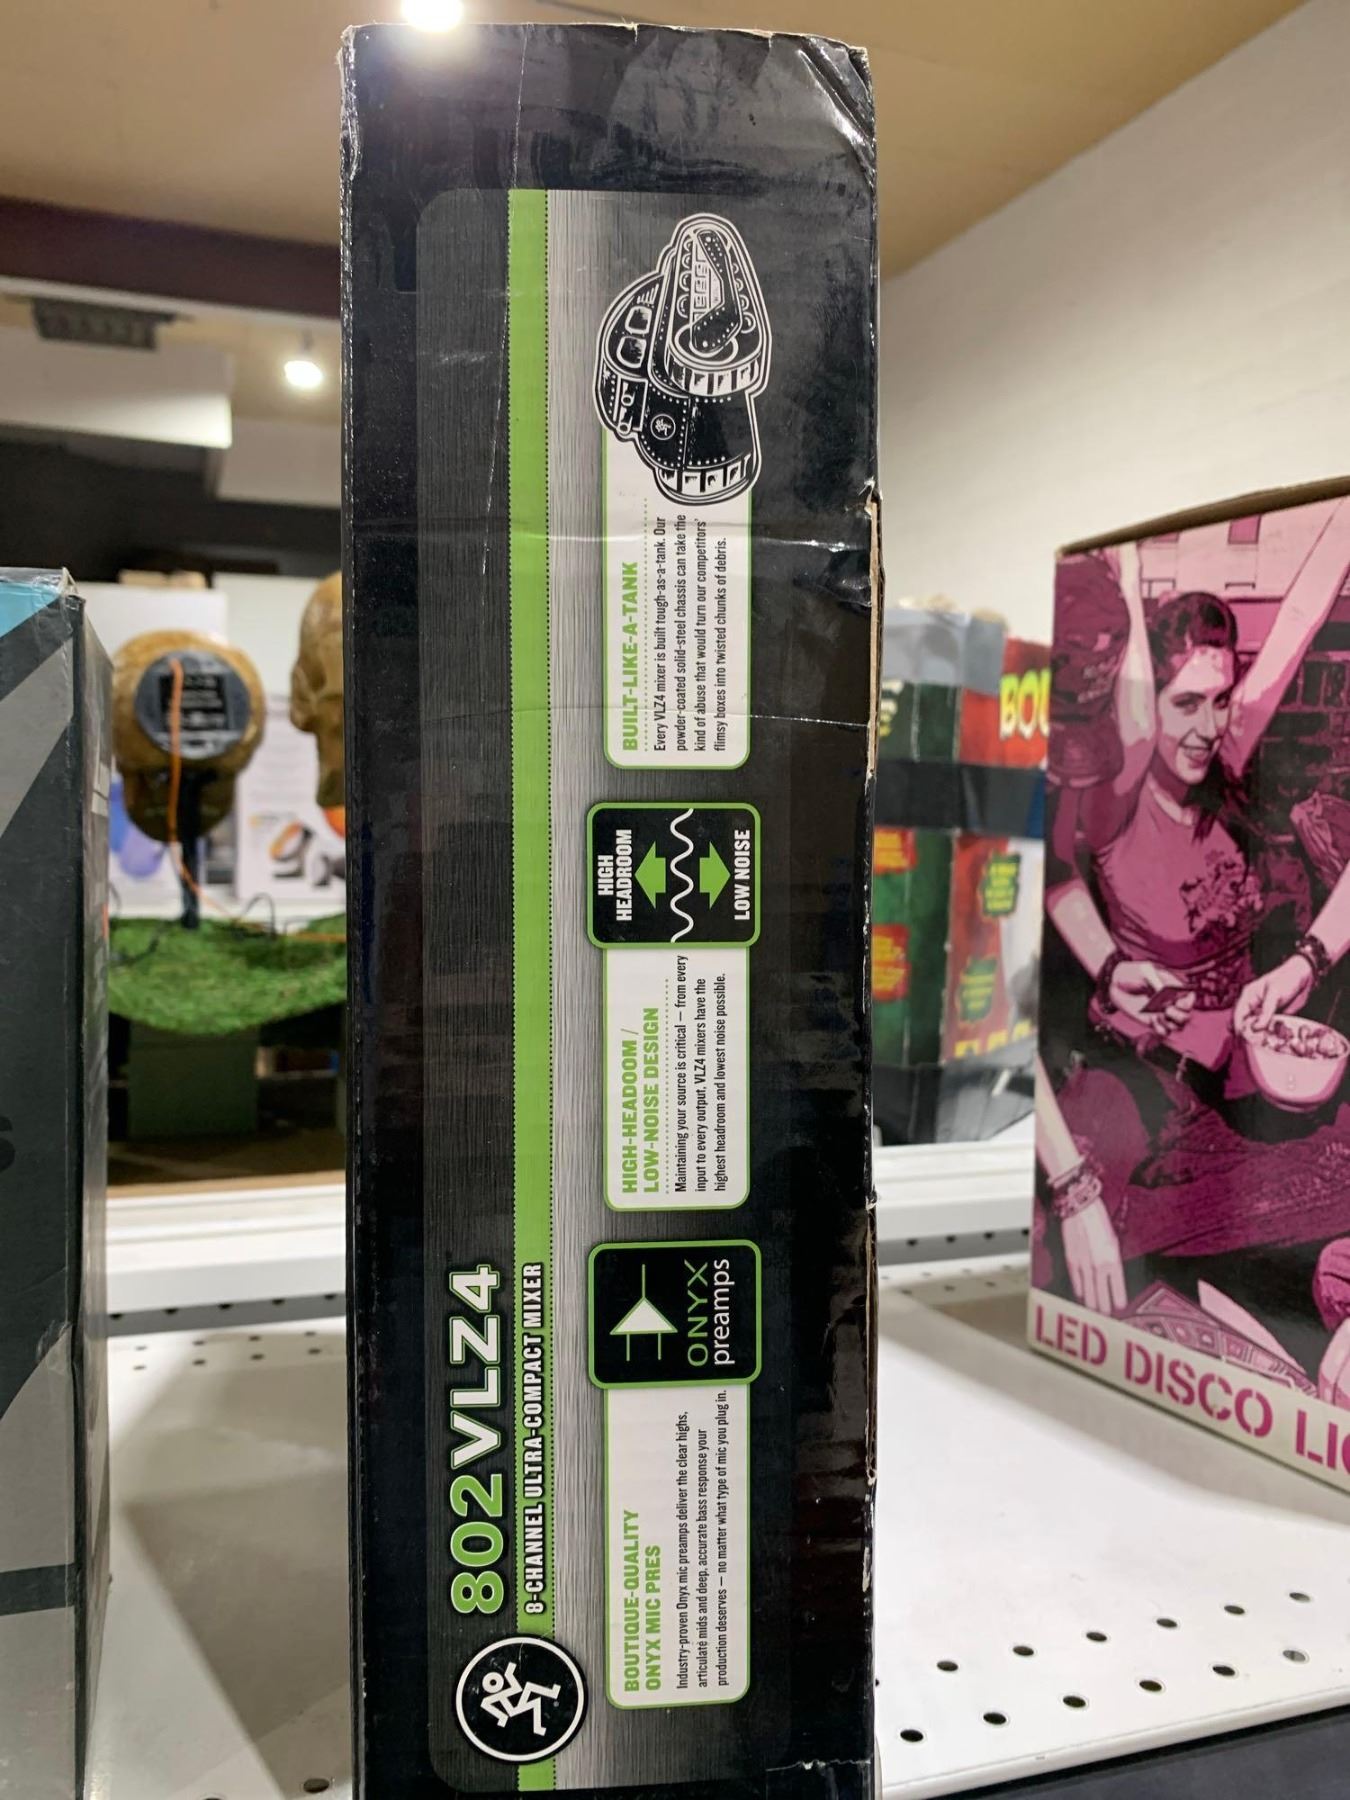 802VLZ4
8-CHANNEL ULTRA-COMPACT MIXER
BOUTIQUE-QUALITY
ONYX MIC PRES
Industry-proven Onyx mic preamps deliver the clear highs,
articulate mids and deep, accurate bass response your
production deserves — no matter what type of mic you plug in.
ONYX
preamps
HIGH-HEADOOM /
LOW-NOISE DESIGN
Maintaining your source is critical — from every
input to every output, VLZ4 mixers have the
highest headroom and lowest noise possible.
HIGH
HEADROOM
LOW NOISE
BUILT-LIKE-A-TANK
Every VLZ4 mixer is built tough-as-a-tank. Our
powder-coated solid-steel chassis can take the
kind of abuse that would turn our competitors'
flimsy boxes into twisted chunks of debris.
LED DISCO